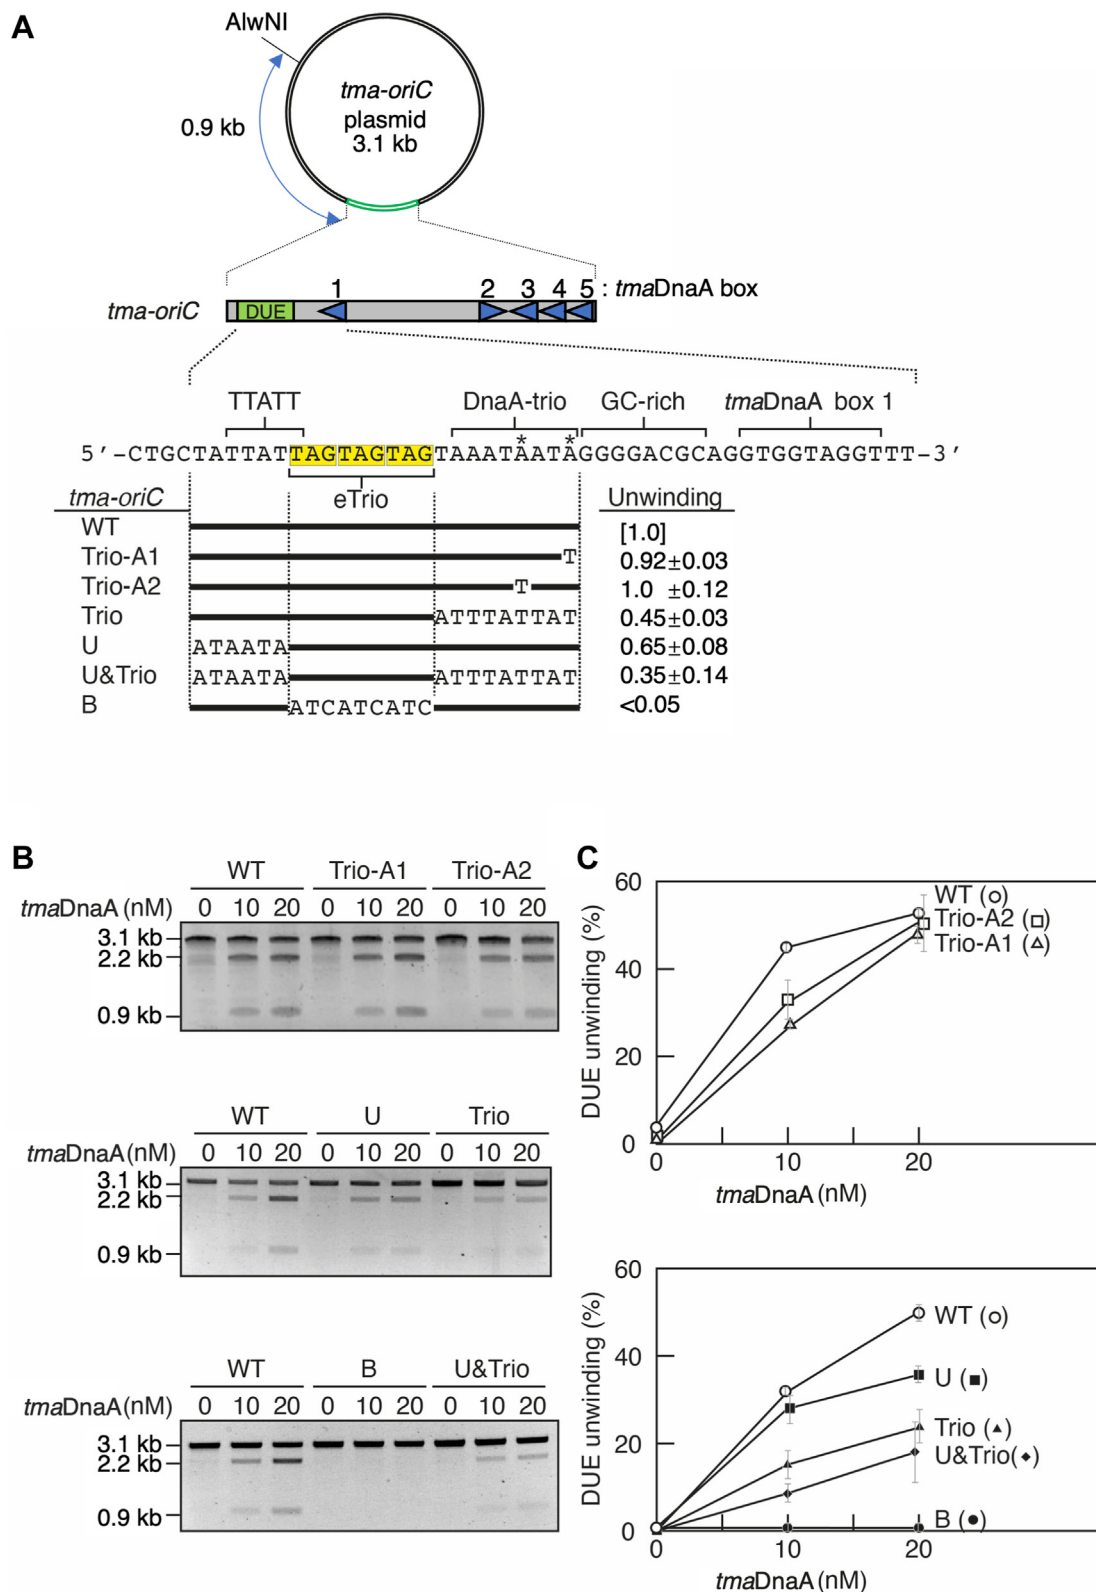 A
AlwNI
tma-oriC
plasmid
3.1 kb
0.9 kb
1 2 3 4 5 : tmaDnaA box
tma-oriC DUE
TTATT DnaA-trio GC-rich tmaDnaA box 1
* *
5'-CTGCTATTATTAGTAGTAGTAAATAATAGGGGACGCAGGTGGTAGGTTT-3'
eTrio
tma-oriC Unwinding
WT [1.0]
Trio-A1 T 0.92±0.03
Trio-A2 T 1.0 ±0.12
Trio ATTTATTAT 0.45±0.03
U ATAATA 0.65±0.08
U&Trio ATAATA ATTTATTAT 0.35±0.14
B ATCATCATC <0.05
B
WT Trio-A1 Trio-A2
tmaDnaA (nM) 0 10 20 0 10 20 0 10 20
3.1 kb
2.2 kb
0.9 kb
WT U Trio
tmaDnaA (nM) 0 10 20 0 10 20 0 10 20
3.1 kb
2.2 kb
0.9 kb
WT B U&Trio
tmaDnaA (nM) 0 10 20 0 10 20 0 10 20
3.1 kb
2.2 kb
0.9 kb
C
DUE unwinding (%)
60
40
20
0
WT (○)
Trio-A2 (□)
Trio-A1 (△)
0 10 20
tmaDnaA (nM)
DUE unwinding (%)
60
40
20
0
WT (○)
U (■)
Trio (▲)
U&Trio(◆)
B (●)
0 10 20
tmaDnaA (nM)